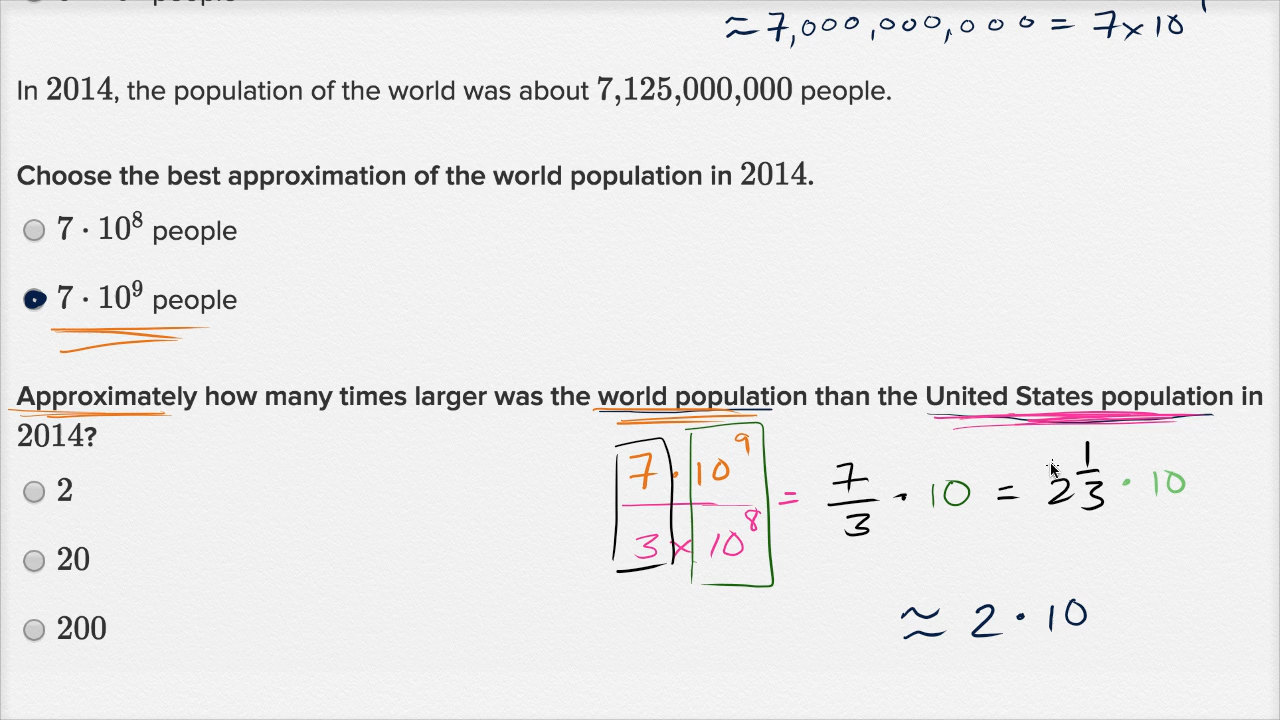 ≈ 7,000,000,000 = 7 × 10
In 2014, the population of the world was about 7,125,000,000 people.
Choose the best approximation of the world population in 2014.
7 · 10⁸ people
7 · 10⁹ people
Approximately how many times larger was the world population than the United States population in
2014?
2
20
200
7 · 10⁹
3 × 10⁸
= 7/3 · 10 = 2 1/3 · 10
≈ 2 · 10